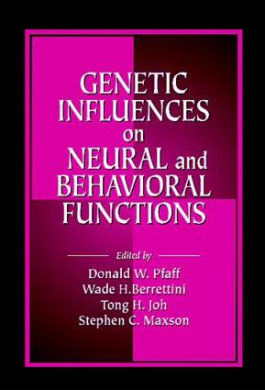 GENETIC
INFLUENCES
on
NEURAL and
BEHAVIORAL
FUNCTIONS
Edited by
Donald W. Pfaff
Wade H.Berrettini
Tong H. Joh
Stephen C. Maxson